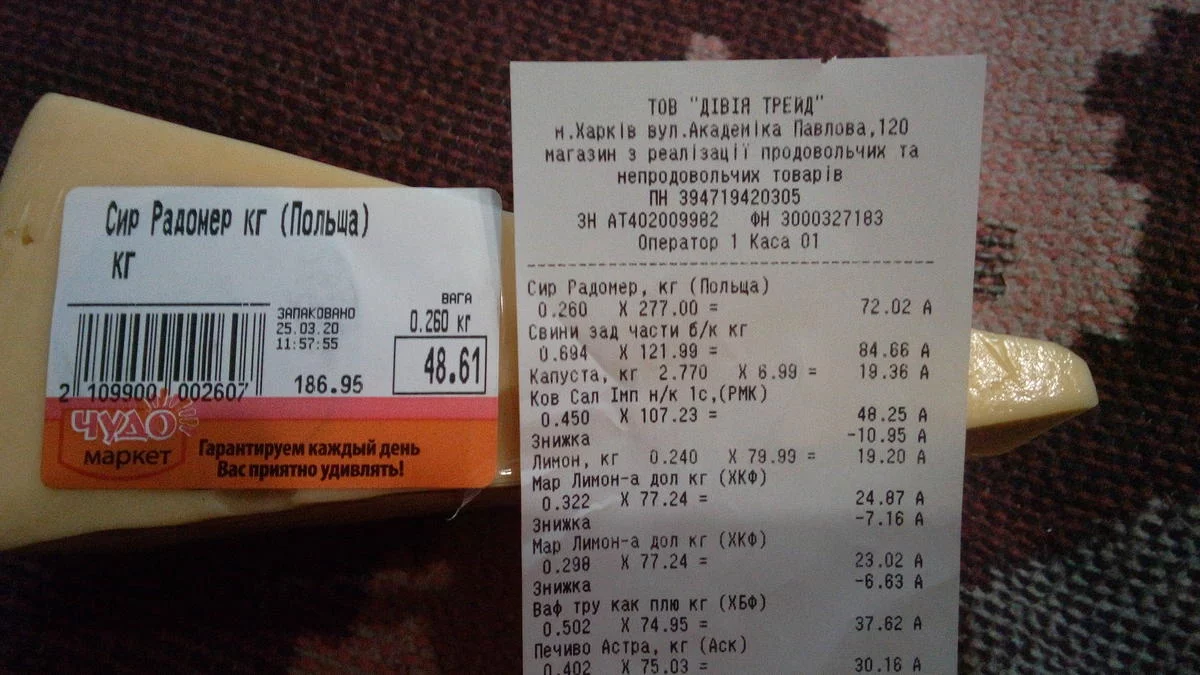 Сир Радомер кг (Польща)
кг
ЗАПАКОВАНО
25.03.20
11:57:55
ВАГА
0.260 кг
186.95
48.61
2 109900 002607
ЧУДО
маркет
Гарантируем каждый день
Вас приятно удивлять!
ТОВ "ДІВІЯ ТРЕЙД"
м.Харків вул.Академіка Павлова,120
магазин з реалізації продовольчих та
непродовольчих товарів
ПН 394719420305
ЗН АТ402009982 ФН 3000327183
Оператор 1 Каса 01
Сир Радомер, кг (Польща)
0.260 X 277.00 = 72.02 А
Свини зад части б/к кг
0.694 X 121.99 = 84.66 А
Капуста, кг 2.770 X 6.99 = 19.36 А
Ков Сал Імп н/к 1с,(РМК)
0.450 X 107.23 = 48.25 А
Знижка -10.95 А
Лимон, кг 0.240 X 79.99 = 19.20 А
Мар Лимон-а дол кг (ХКФ)
0.322 X 77.24 = 24.87 А
Знижка -7.16 А
Мар Лимон-а дол кг (ХКФ)
0.298 X 77.24 = 23.02 А
Знижка -6.63 А
Ваф тру как плю кг (ХБФ)
0.502 X 74.95 = 37.62 А
Печиво Астра, кг (Аск)
0.402 X 75.03 = 30.16 А